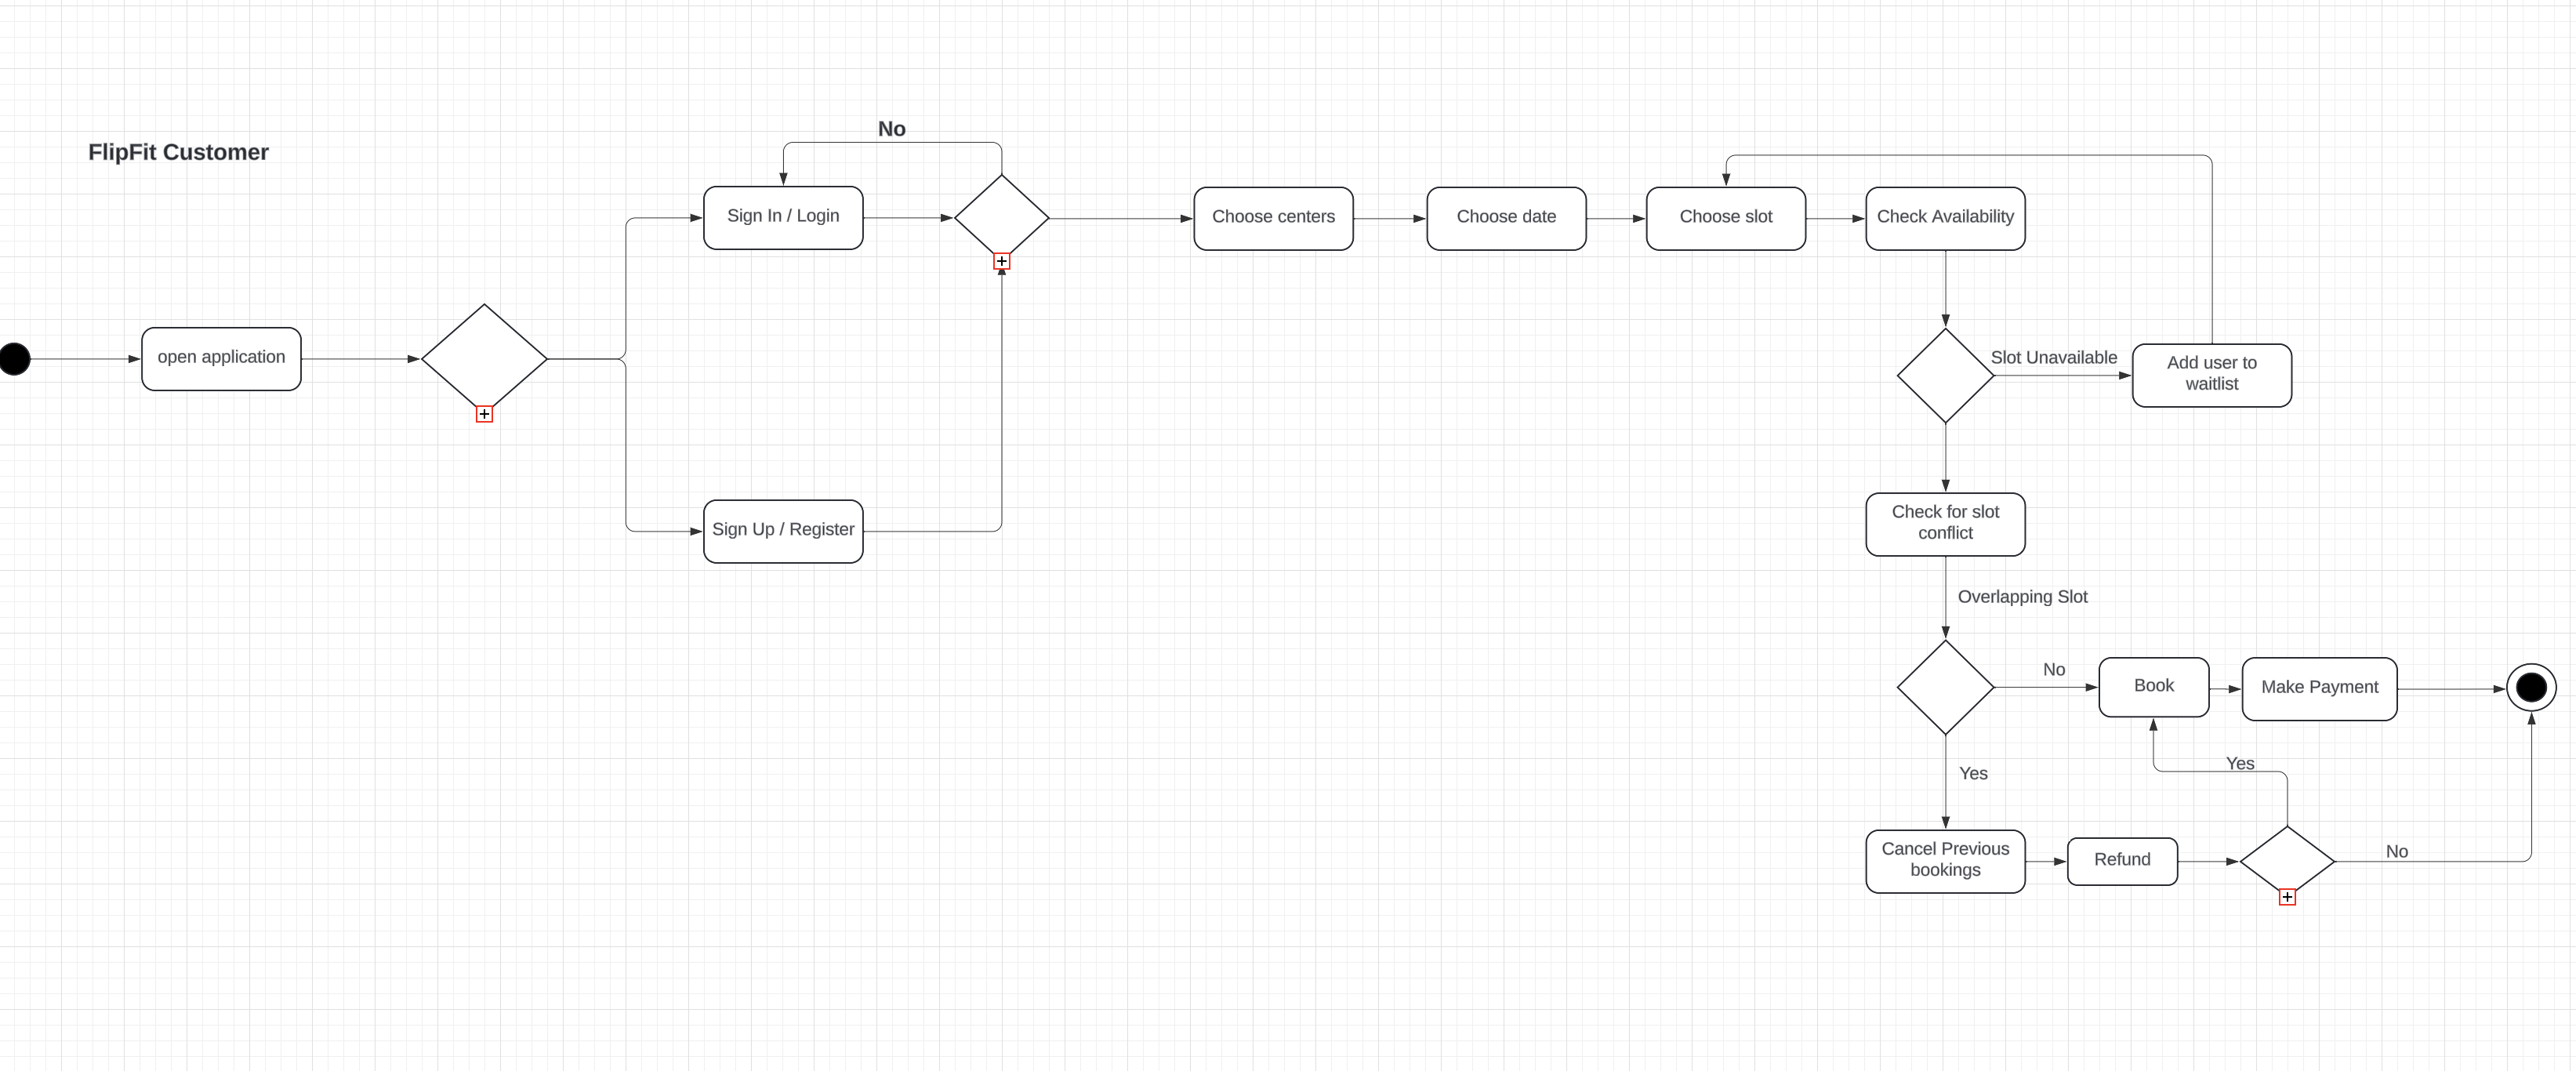 FlipFit Customer
No
Sign In / Login
Choose centers
Choose date
Choose slot
Check Availability
open application
Slot Unavailable
Add user to
waitlist
Sign Up / Register
Check for slot
conflict
Overlapping Slot
No
Book
Make Payment
Yes
Yes
Cancel Previous
bookings
Refund
No